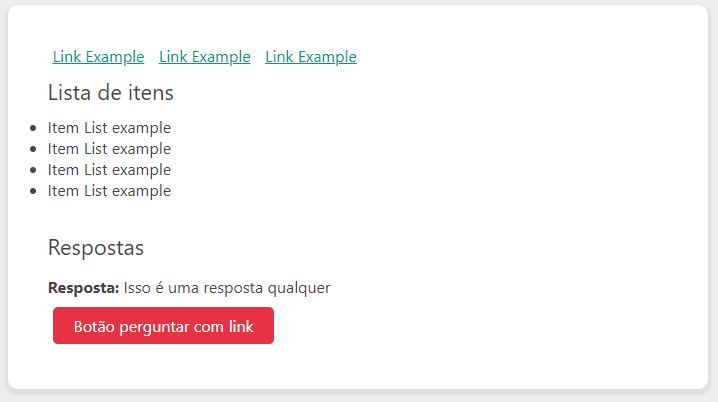 Link Example Link Example Link Example
Lista de itens
Item List example
Item List example
Item List example
Item List example
Respostas
Resposta: Isso é uma resposta qualquer
Botão perguntar com link